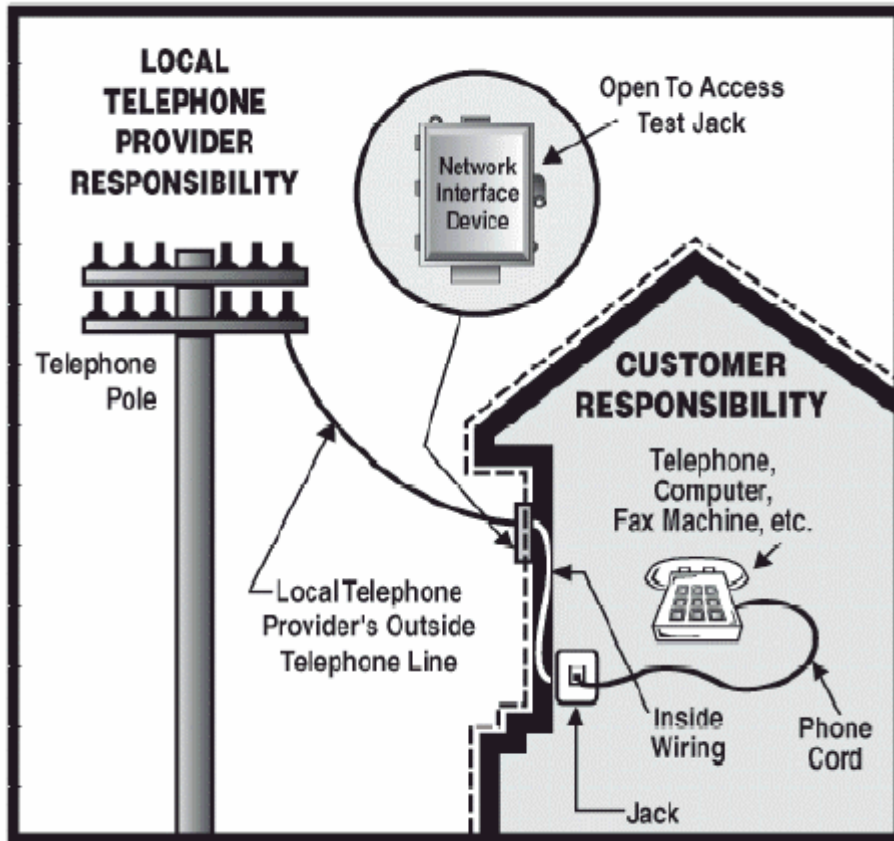 LOCAL
TELEPHONE
PROVIDER
RESPONSIBILITY
Open To Access
Test Jack
Network
Interface
Device
Telephone
Pole
CUSTOMER
RESPONSIBILITY
Telephone,
Computer,
Fax Machine, etc.
Local Telephone
Provider's Outside
Telephone Line
Inside
Wiring
Phone
Cord
Jack